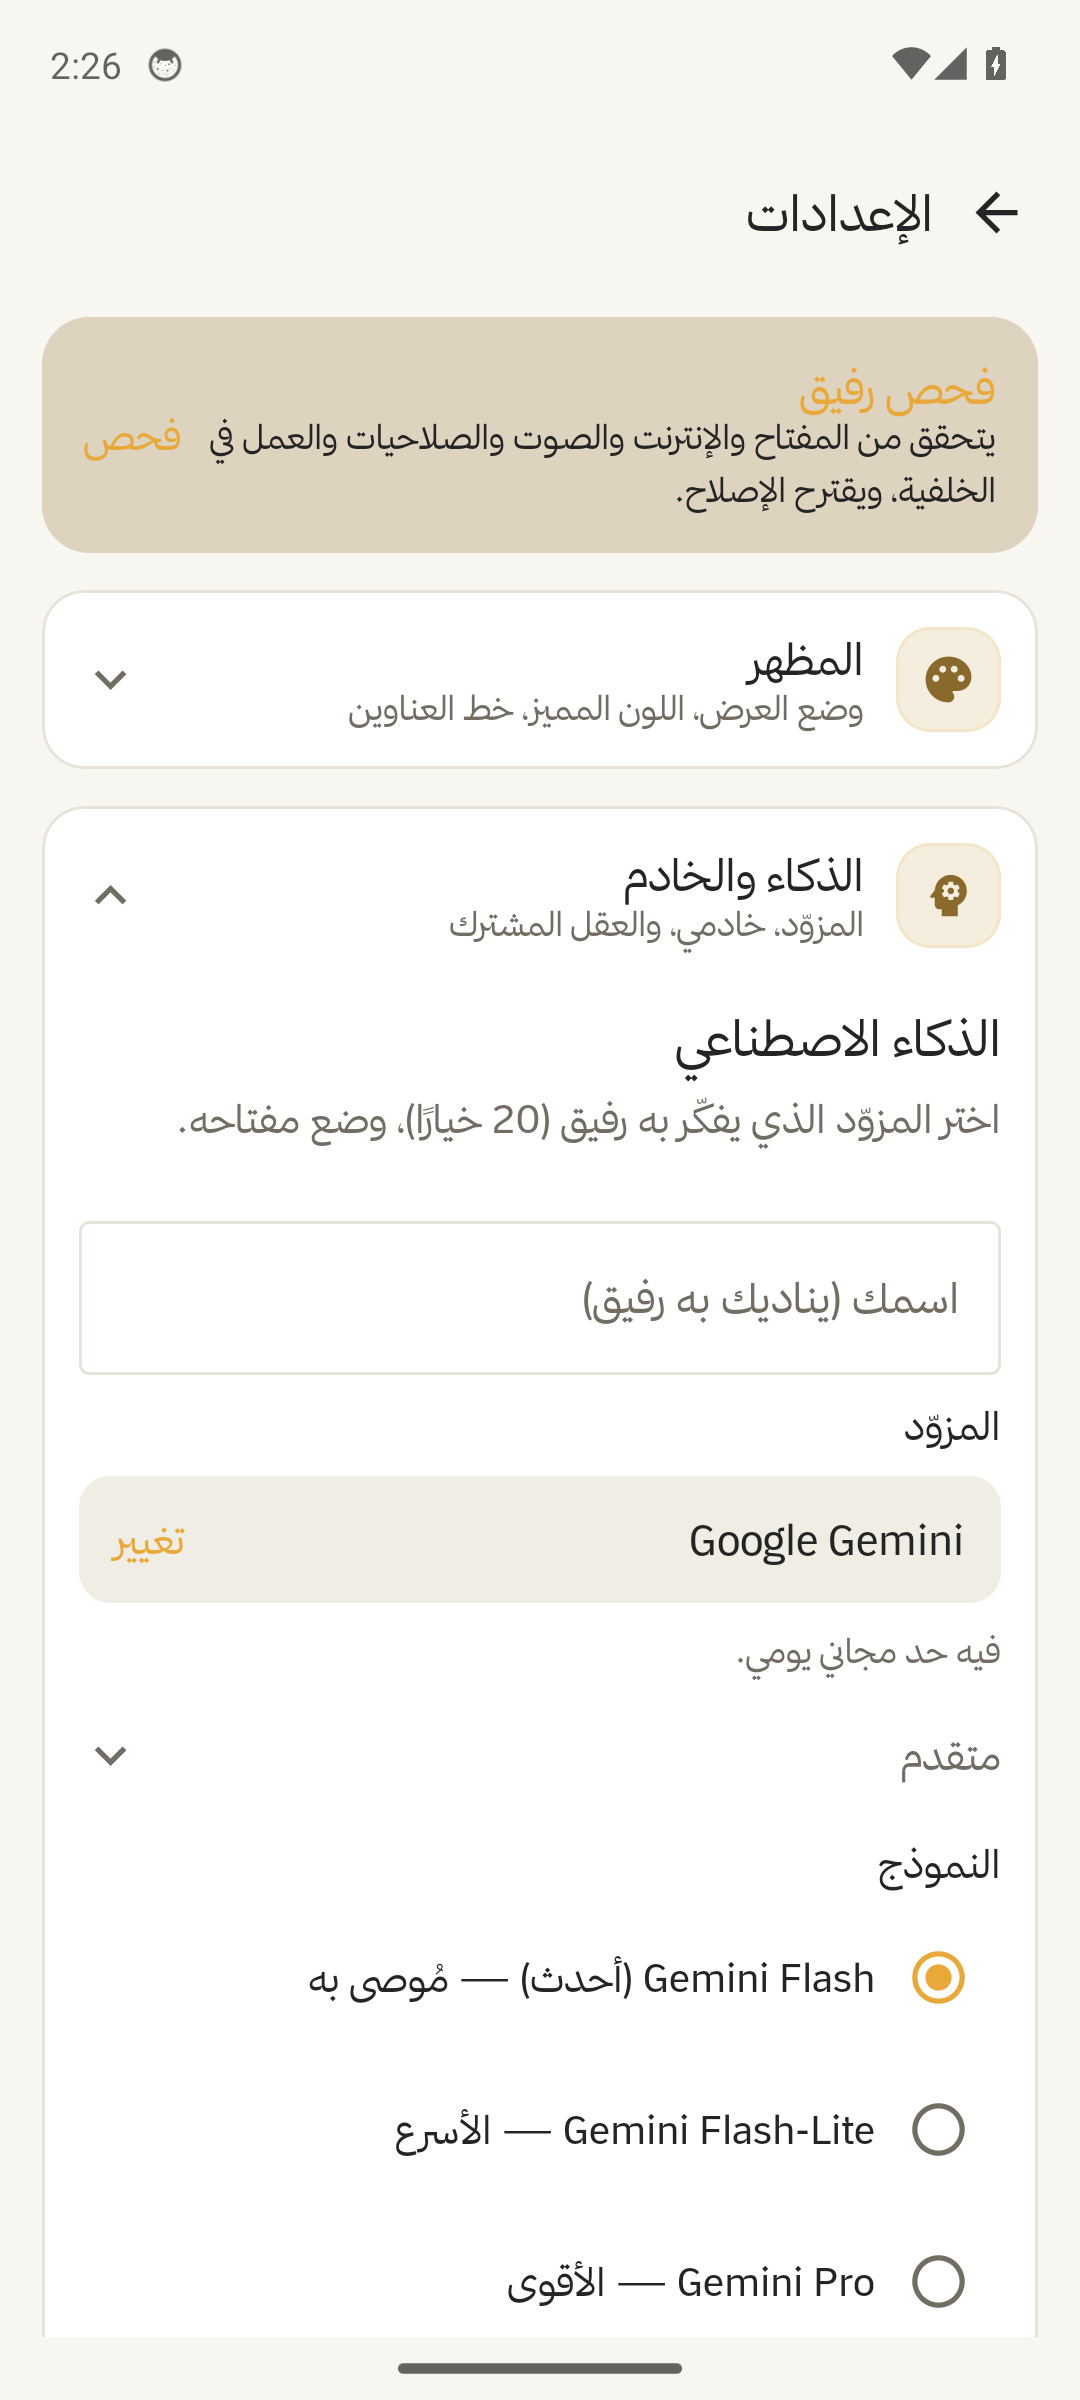 2:26
الإعدادات
فحص رفيق
يتحقق من المفتاح والإنترنت والصوت والصلاحيات والعمل في
الخلفية، ويقترح الإصلاح.
فحص
المظهر
وضع العرض، اللون المميز، خط العناوين
الذكاء والخادم
المزوّد، خادمي، والعقل المشترك
الذكاء الاصطناعي
اختر المزوّد الذي يفكّر به رفيق (20 خيارًا)، وضع مفتاحه.
اسمك (يناديك به رفيق)
المزوّد
Google Gemini
تغيير
فيه حد مجاني يومي.
متقدم
النموذج
Gemini Flash (أحدث) — مُوصى به
Gemini Flash-Lite — الأسرع
Gemini Pro — الأقوى